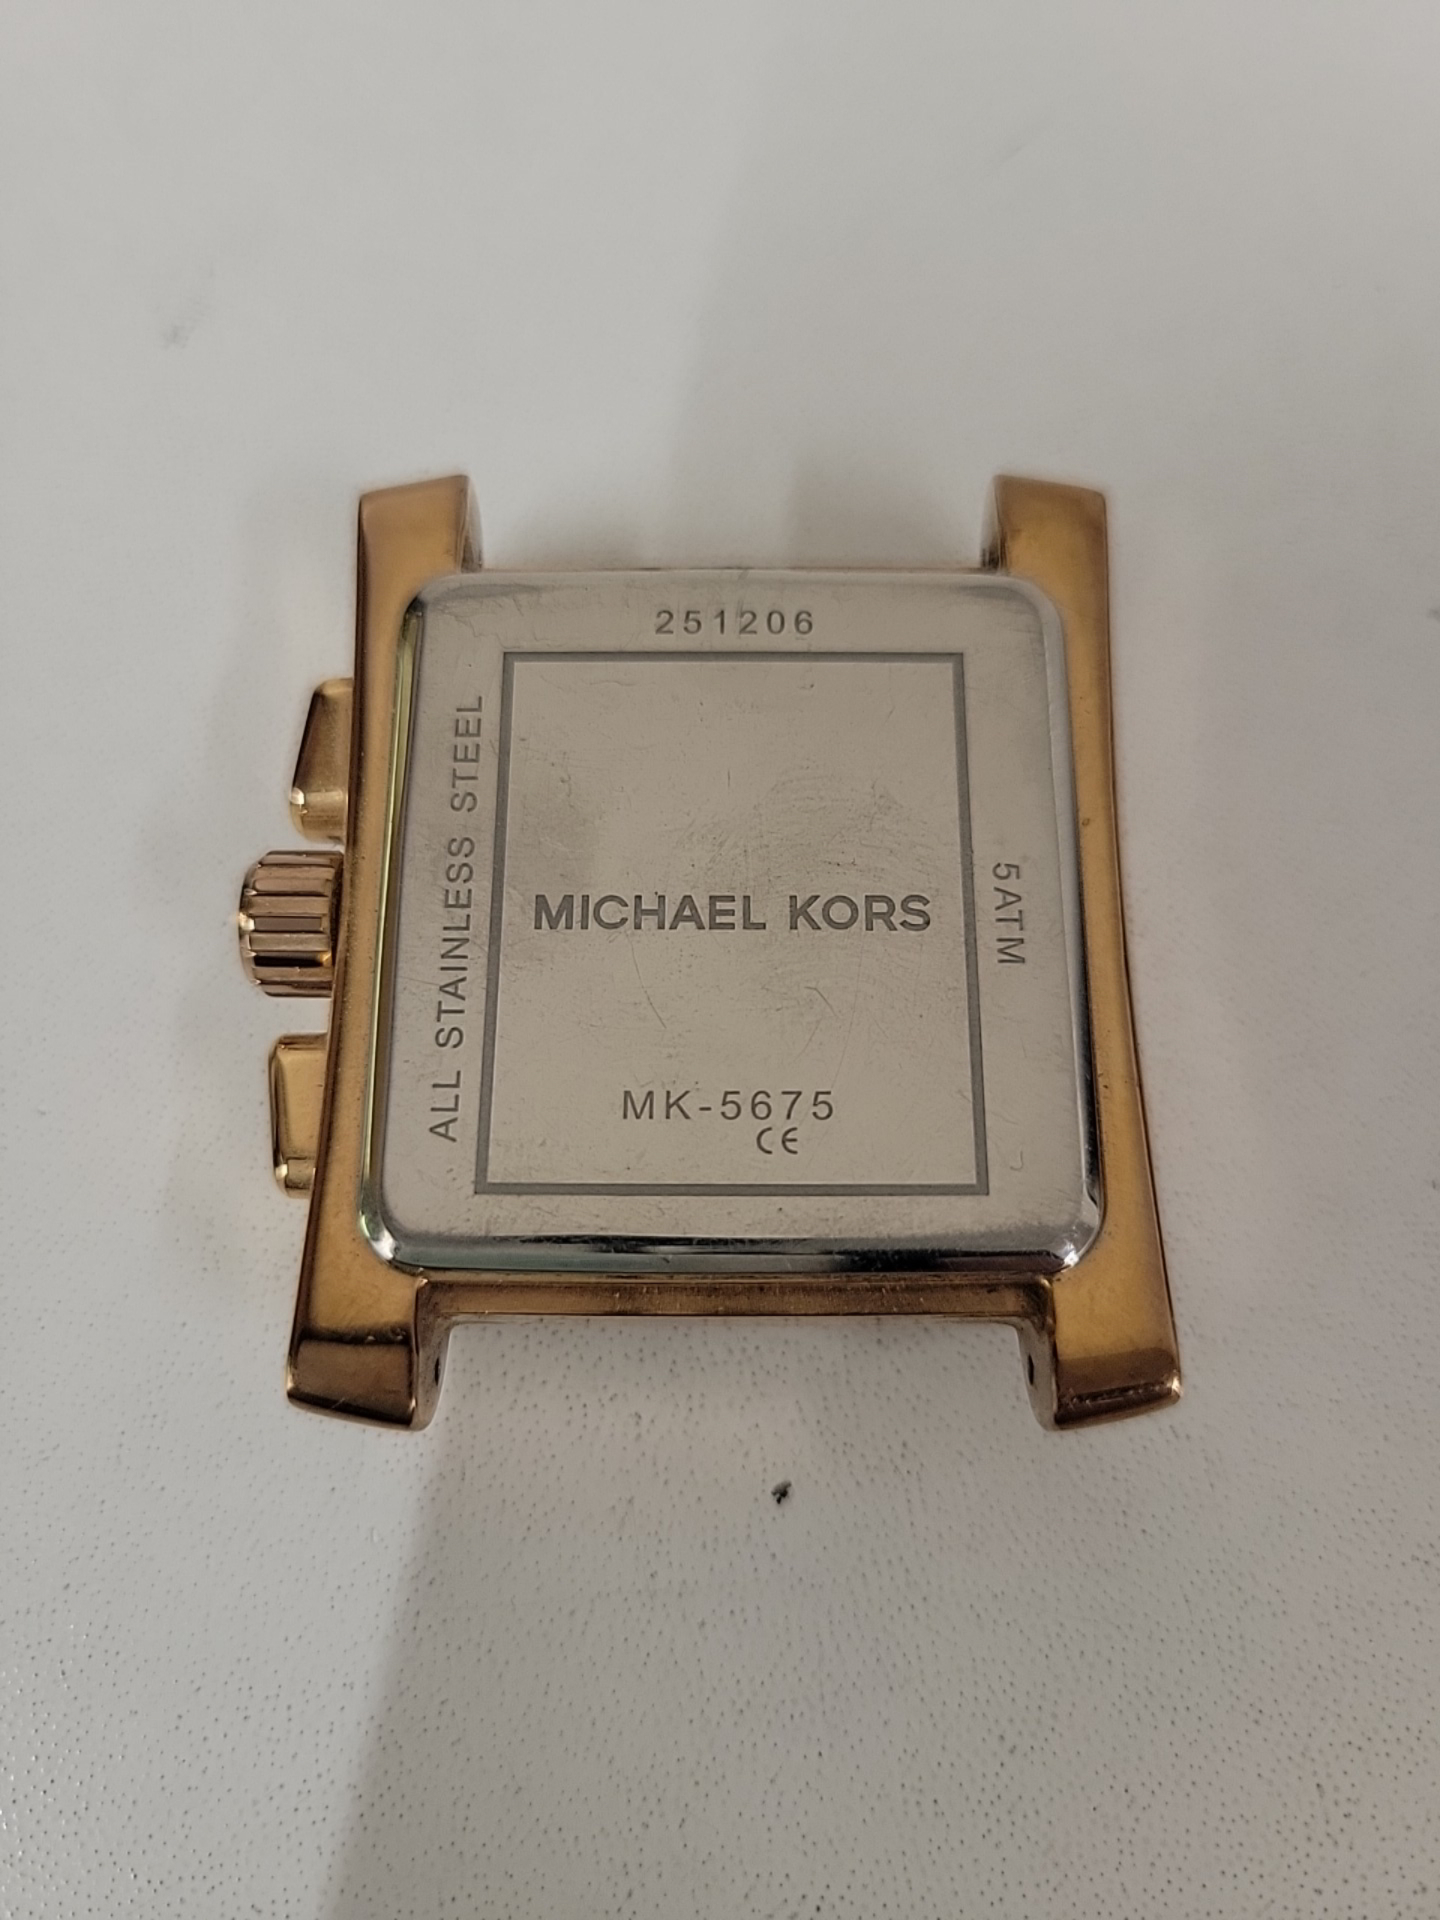 251206
ALL STAINLESS STEEL
MICHAEL KORS
5ATM
MK-5675
CE